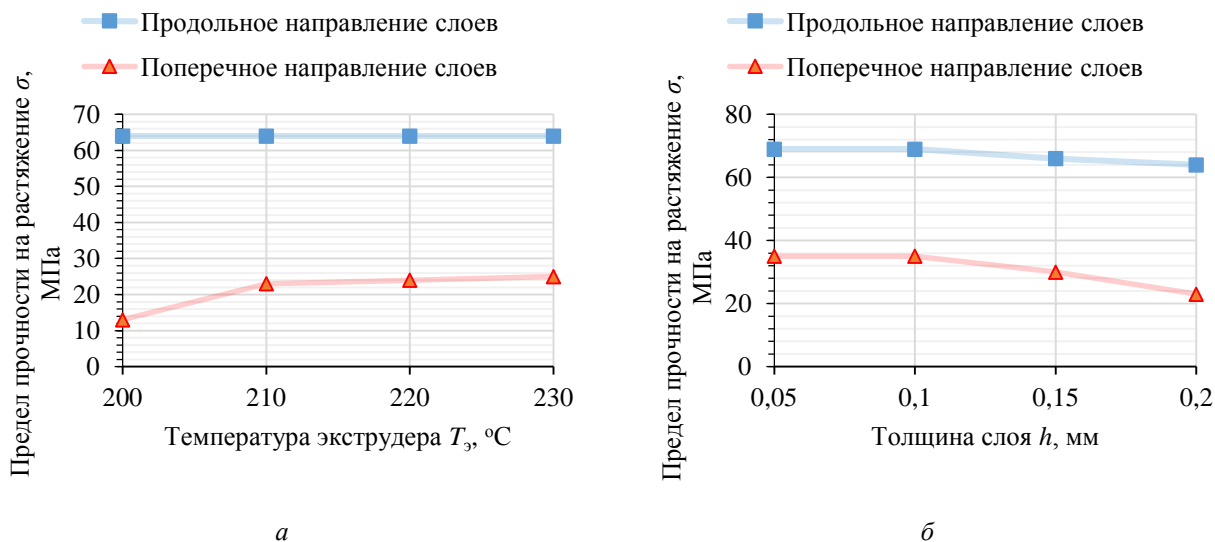 Продольное направление слоев
Поперечное направление слоев
Предел прочности на растяжение σ,
МПа
70
60
50
40
30
20
10
0
200 210 220 230
Температура экструдера Tэ, оС
а
Продольное направление слоев
Поперечное направление слоев
Предел прочности на растяжение σ,
МПа
80
60
40
20
0
0,05 0,1 0,15 0,2
Толщина слоя h, мм
б